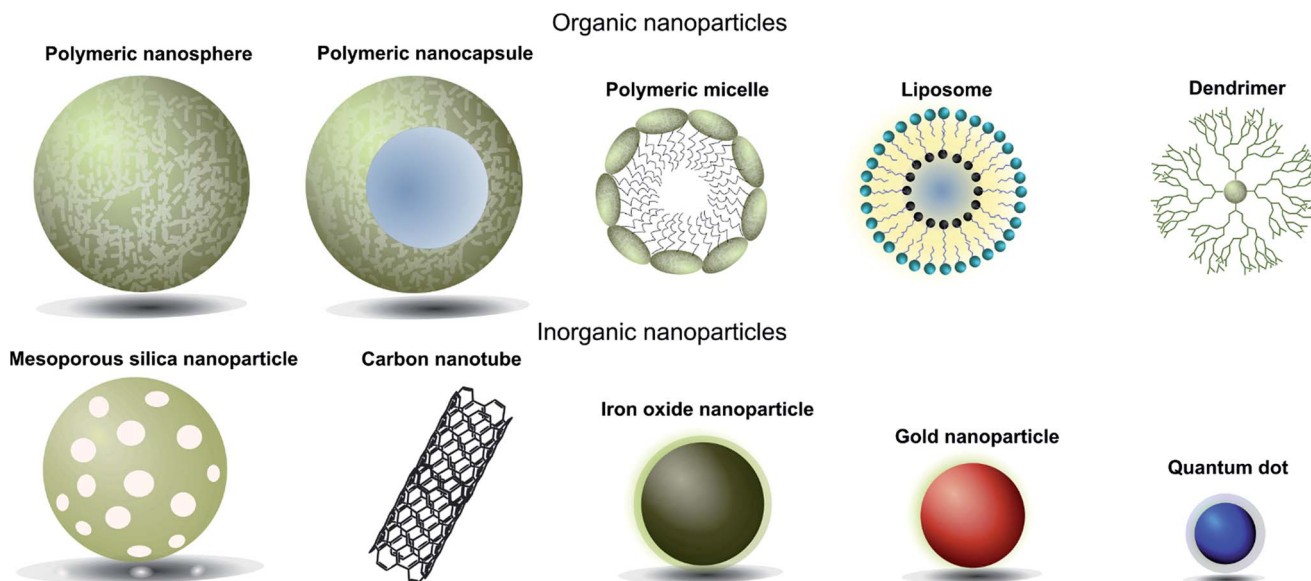 Organic nanoparticles
Polymeric nanosphere
Polymeric nanocapsule
Polymeric micelle
Liposome
Dendrimer
Inorganic nanoparticles
Mesoporous silica nanoparticle
Carbon nanotube
Iron oxide nanoparticle
Gold nanoparticle
Quantum dot